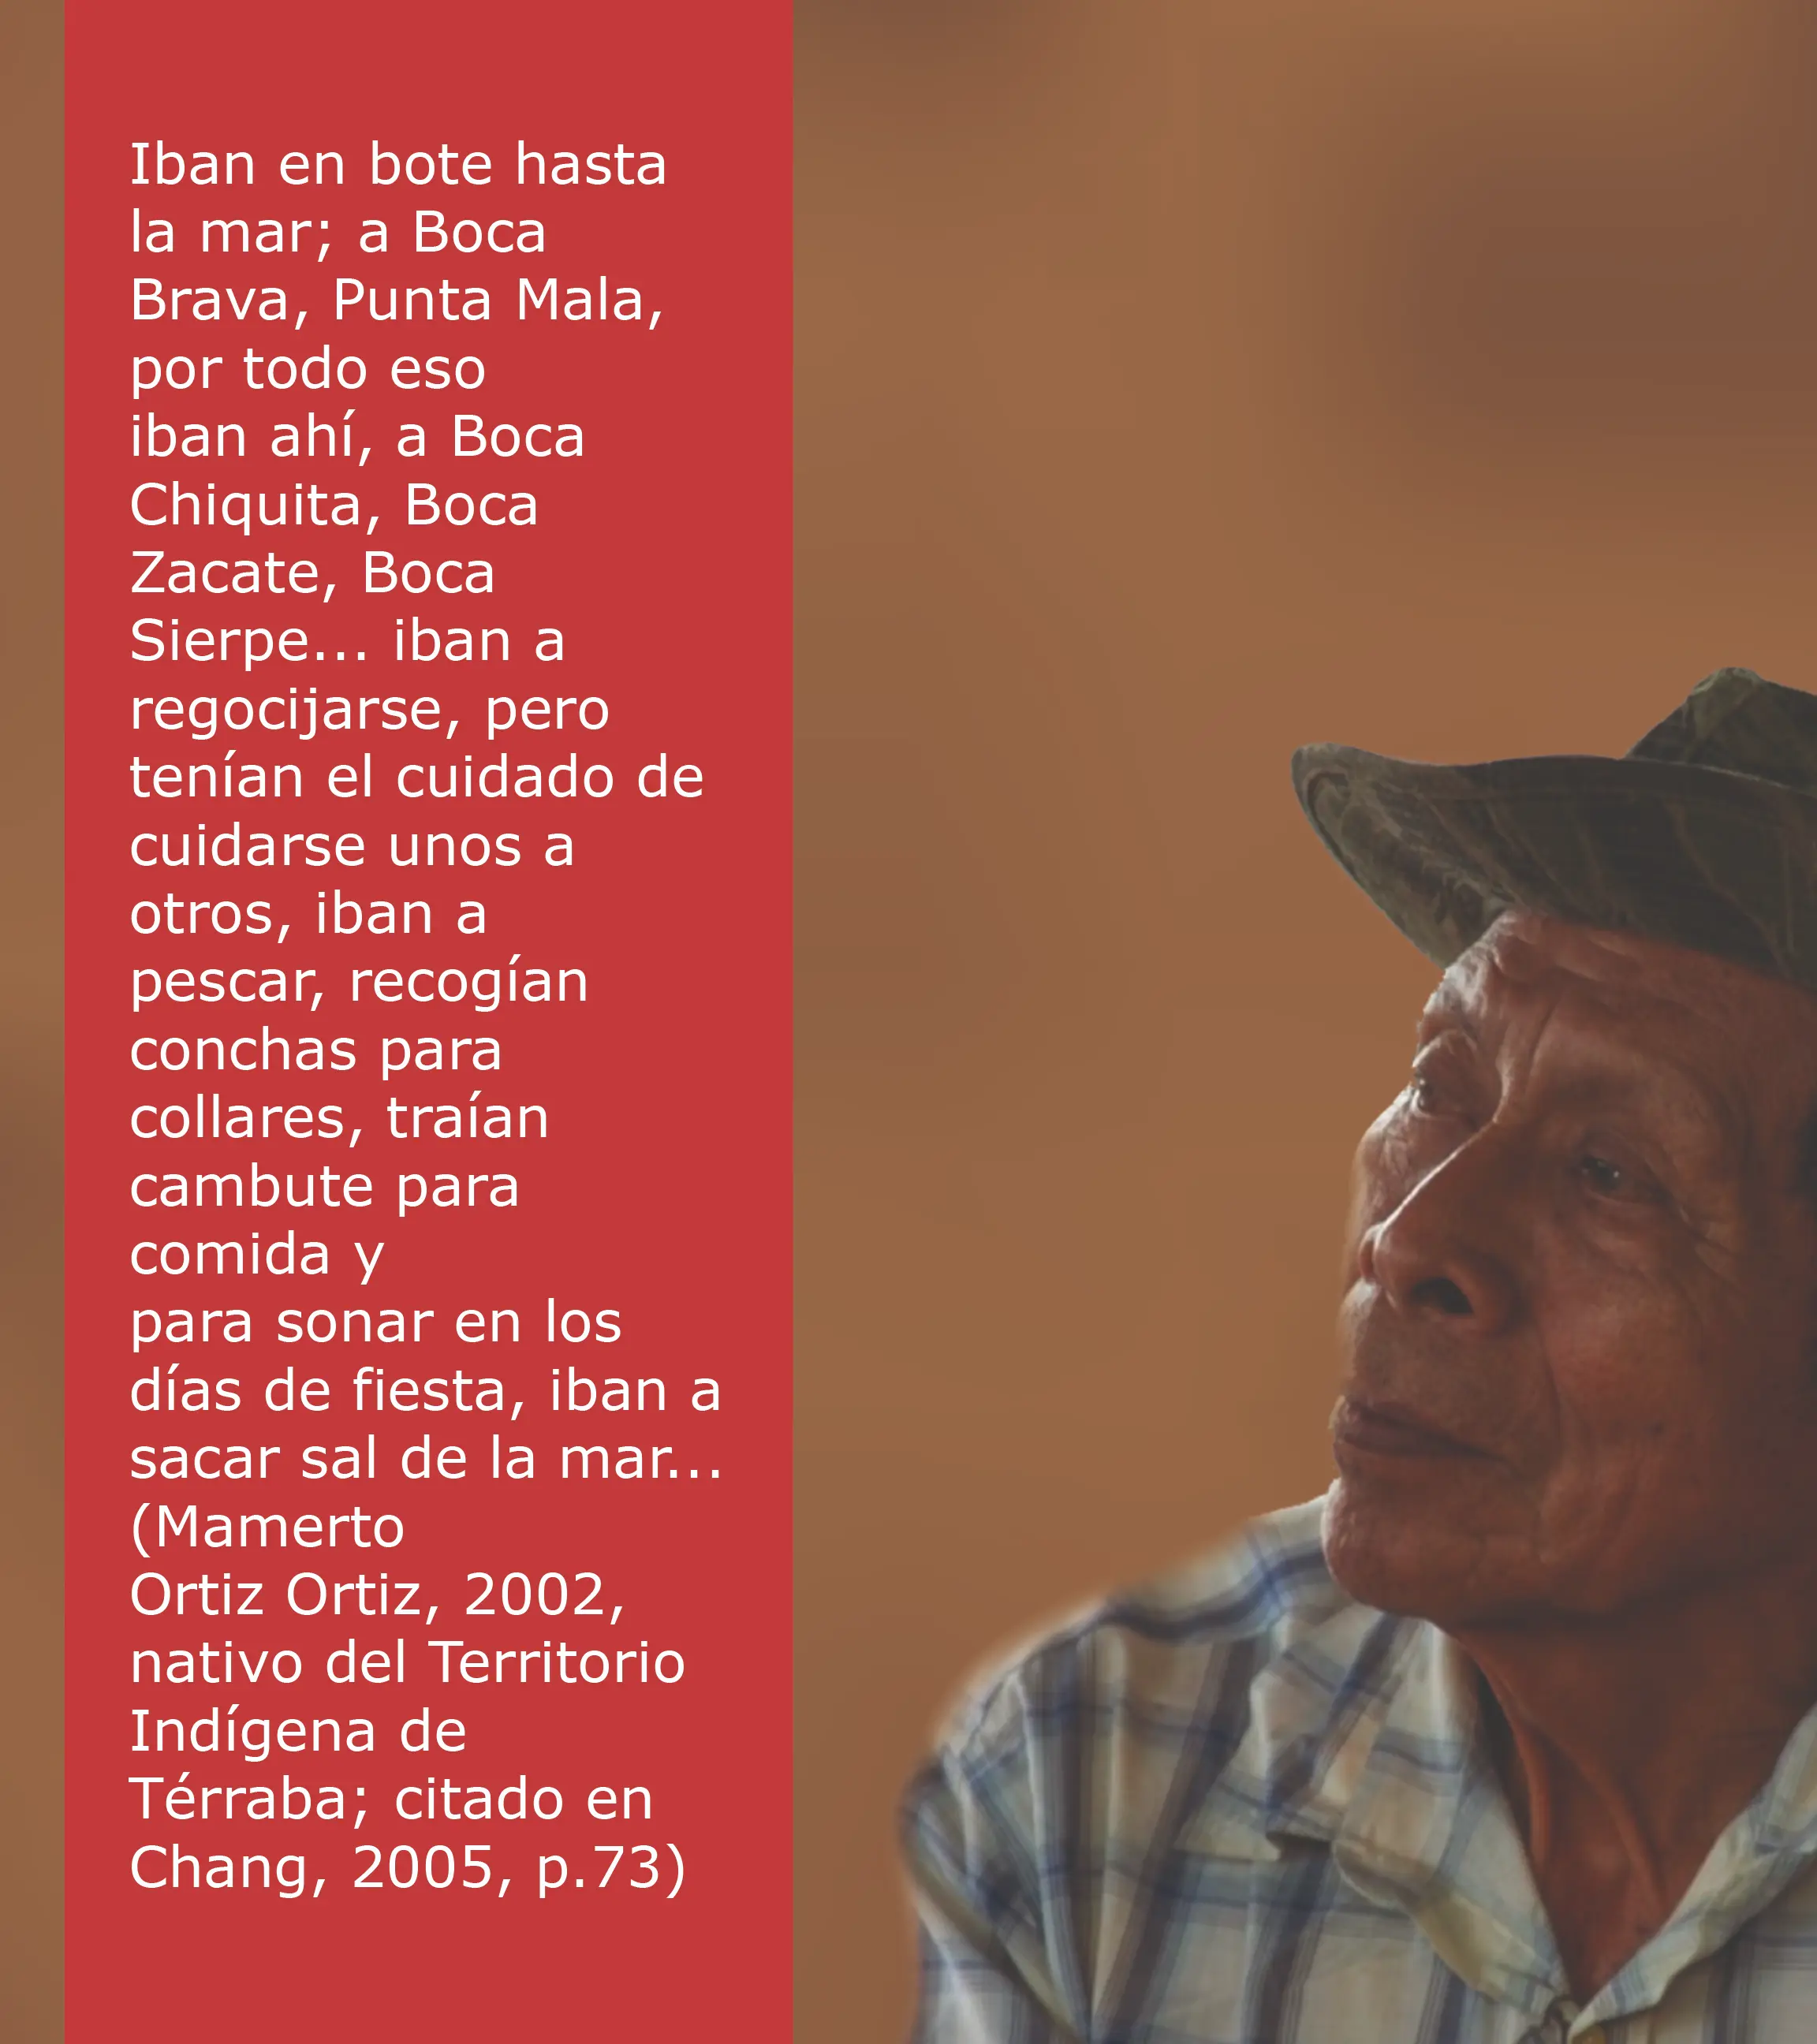 Iban en bote hasta
la mar; a Boca
Brava, Punta Mala,
por todo eso
iban ahí, a Boca
Chiquita, Boca
Zacate, Boca
Sierpe... iban a
regocijarse, pero
tenían el cuidado de
cuidarse unos a
otros, iban a
pescar, recogían
conchas para
collares, traían
cambute para
comida y
para sonar en los
días de fiesta, iban a
sacar sal de la mar...
(Mamerto
Ortiz Ortiz, 2002,
nativo del Territorio
Indígena de
Térraba; citado en
Chang, 2005, p.73)